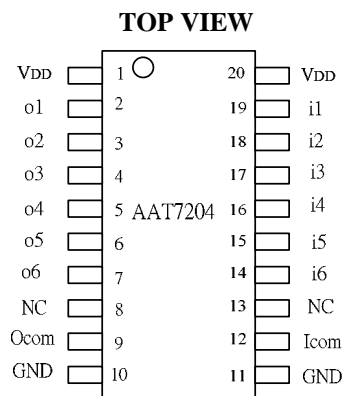 TOP VIEW
VDD 1 20 VDD
o1 2 19 i1
o2 3 18 i2
o3 4 17 i3
o4 5 AAT7204 16 i4
o5 6 15 i5
o6 7 14 i6
NC 8 13 NC
Ocom 9 12 Icom
GND 10 11 GND